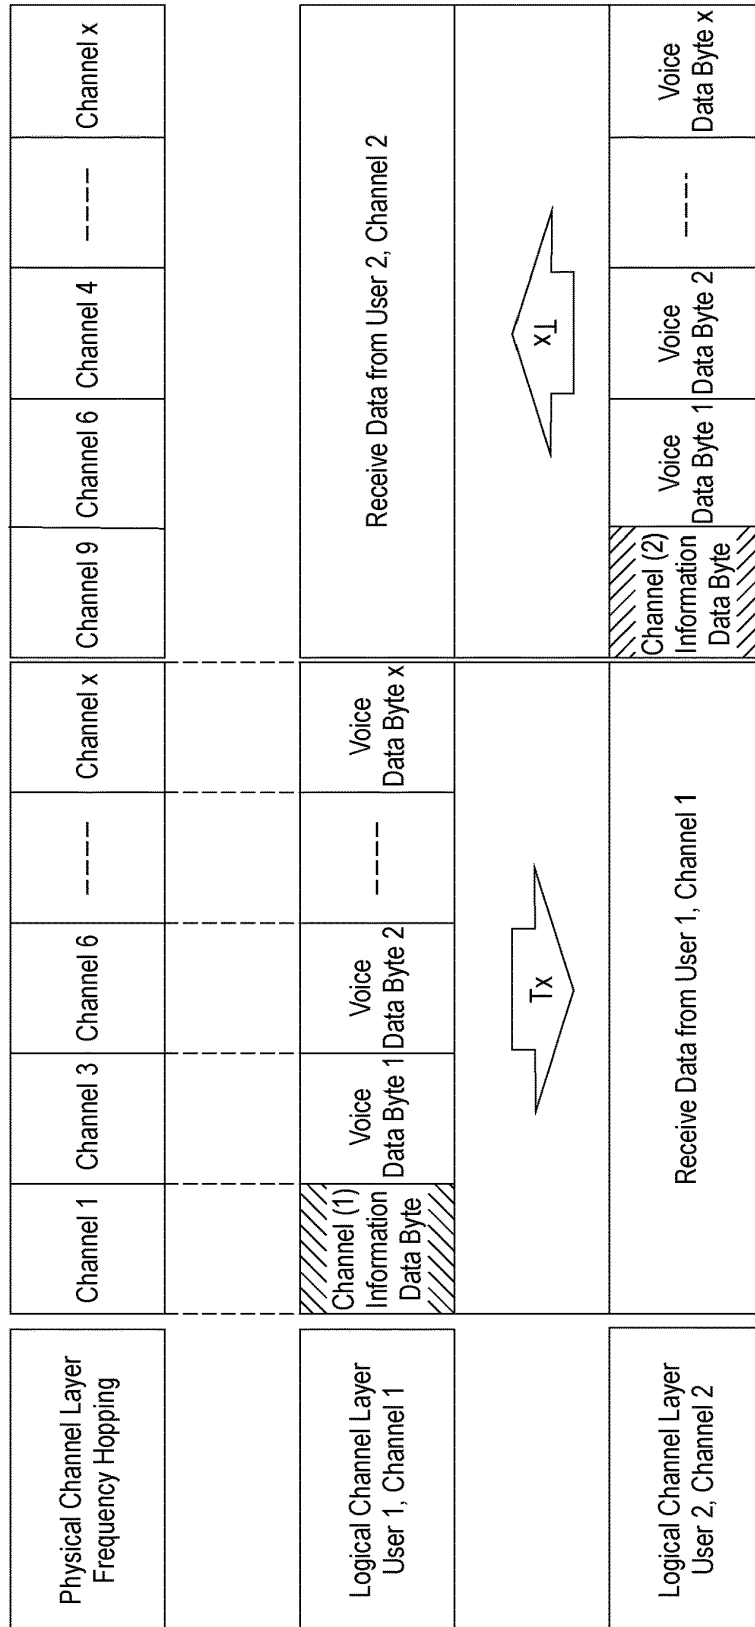 Physical Channel Layer
Frequency Hopping
Channel 1
Channel 3
Channel 6
----
Channel x
Channel 9
Channel 6
Channel 4
----
Channel x
Logical Channel Layer
User 1, Channel 1
Channel (1)
Information
Data Byte
Voice
Data Byte 1
Voice
Data Byte 2
----
Voice
Data Byte x
Receive Data from User 2, Channel 2
Tx
Tx
Logical Channel Layer
User 2, Channel 2
Receive Data from User 1, Channel 1
Channel (2)
Information
Data Byte
Voice
Data Byte 1
Voice
Data Byte 2
----
Voice
Data Byte x